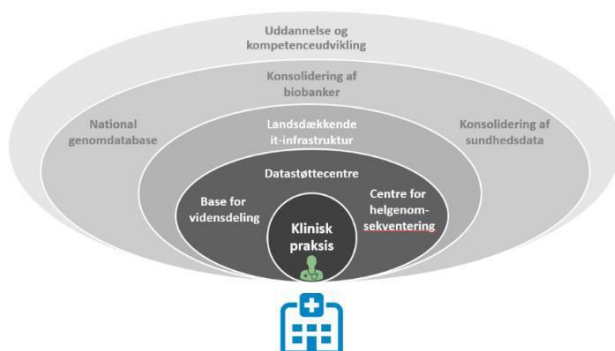 Uddannelse og
kompetenceudvikling
Konsolidering af
biobanker
National
genomdatabase
Landsdækkende
it-infrastruktur
Konsolidering af
sundhedsdata
Datastøttecentre
Base for
vidensdeling
Centre for
helgenom-
sekventering
Klinisk
praksis